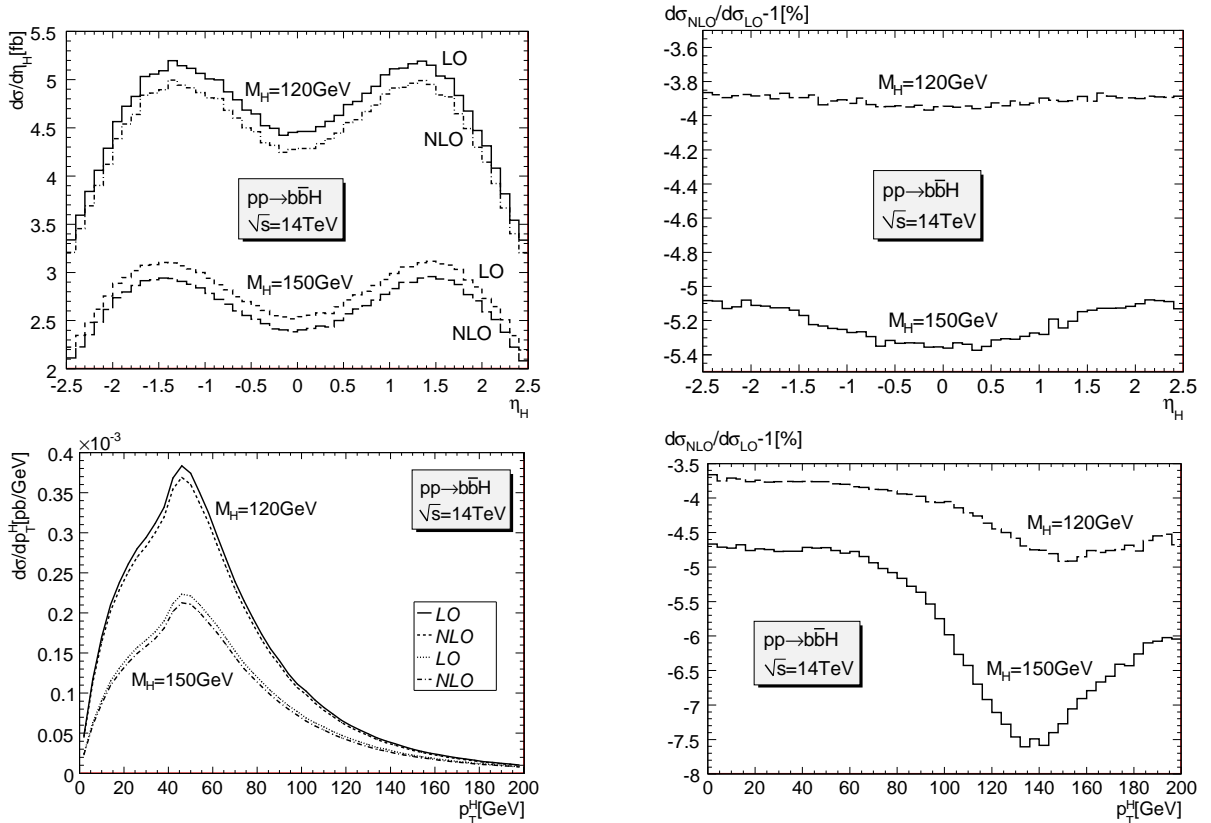 dσ/dη_H[fb]
5.5
5
4.5
4
3.5
3
2.5
2
LO
M_H=120GeV
NLO
pp→bb̅H
√s=14TeV
M_H=150GeV
LO
NLO
-2.5 -2 -1.5 -1 -0.5 0 0.5 1 1.5 2 2.5
η_H
dσ_NLO/dσ_LO-1[%]
-3.6
-3.8
-4
-4.2
-4.4
-4.6
-4.8
-5
-5.2
-5.4
M_H=120GeV
pp→bb̅H
√s=14TeV
M_H=150GeV
-2.5 -2 -1.5 -1 -0.5 0 0.5 1 1.5 2 2.5
η_H
dσ/dp_T^H[pb/GeV]
×10^-3
0.4
0.35
0.3
0.25
0.2
0.15
0.1
0.05
0
pp→bb̅H
√s=14TeV
M_H=120GeV
M_H=150GeV
LO
NLO
LO
NLO
0 20 40 60 80 100 120 140 160 180 200
p_T^H[GeV]
dσ_NLO/dσ_LO-1[%]
-3.5
-4
-4.5
-5
-5.5
-6
-6.5
-7
-7.5
-8
M_H=120GeV
pp→bb̅H
√s=14TeV
M_H=150GeV
0 20 40 60 80 100 120 140 160 180 200
p_T^H[GeV]